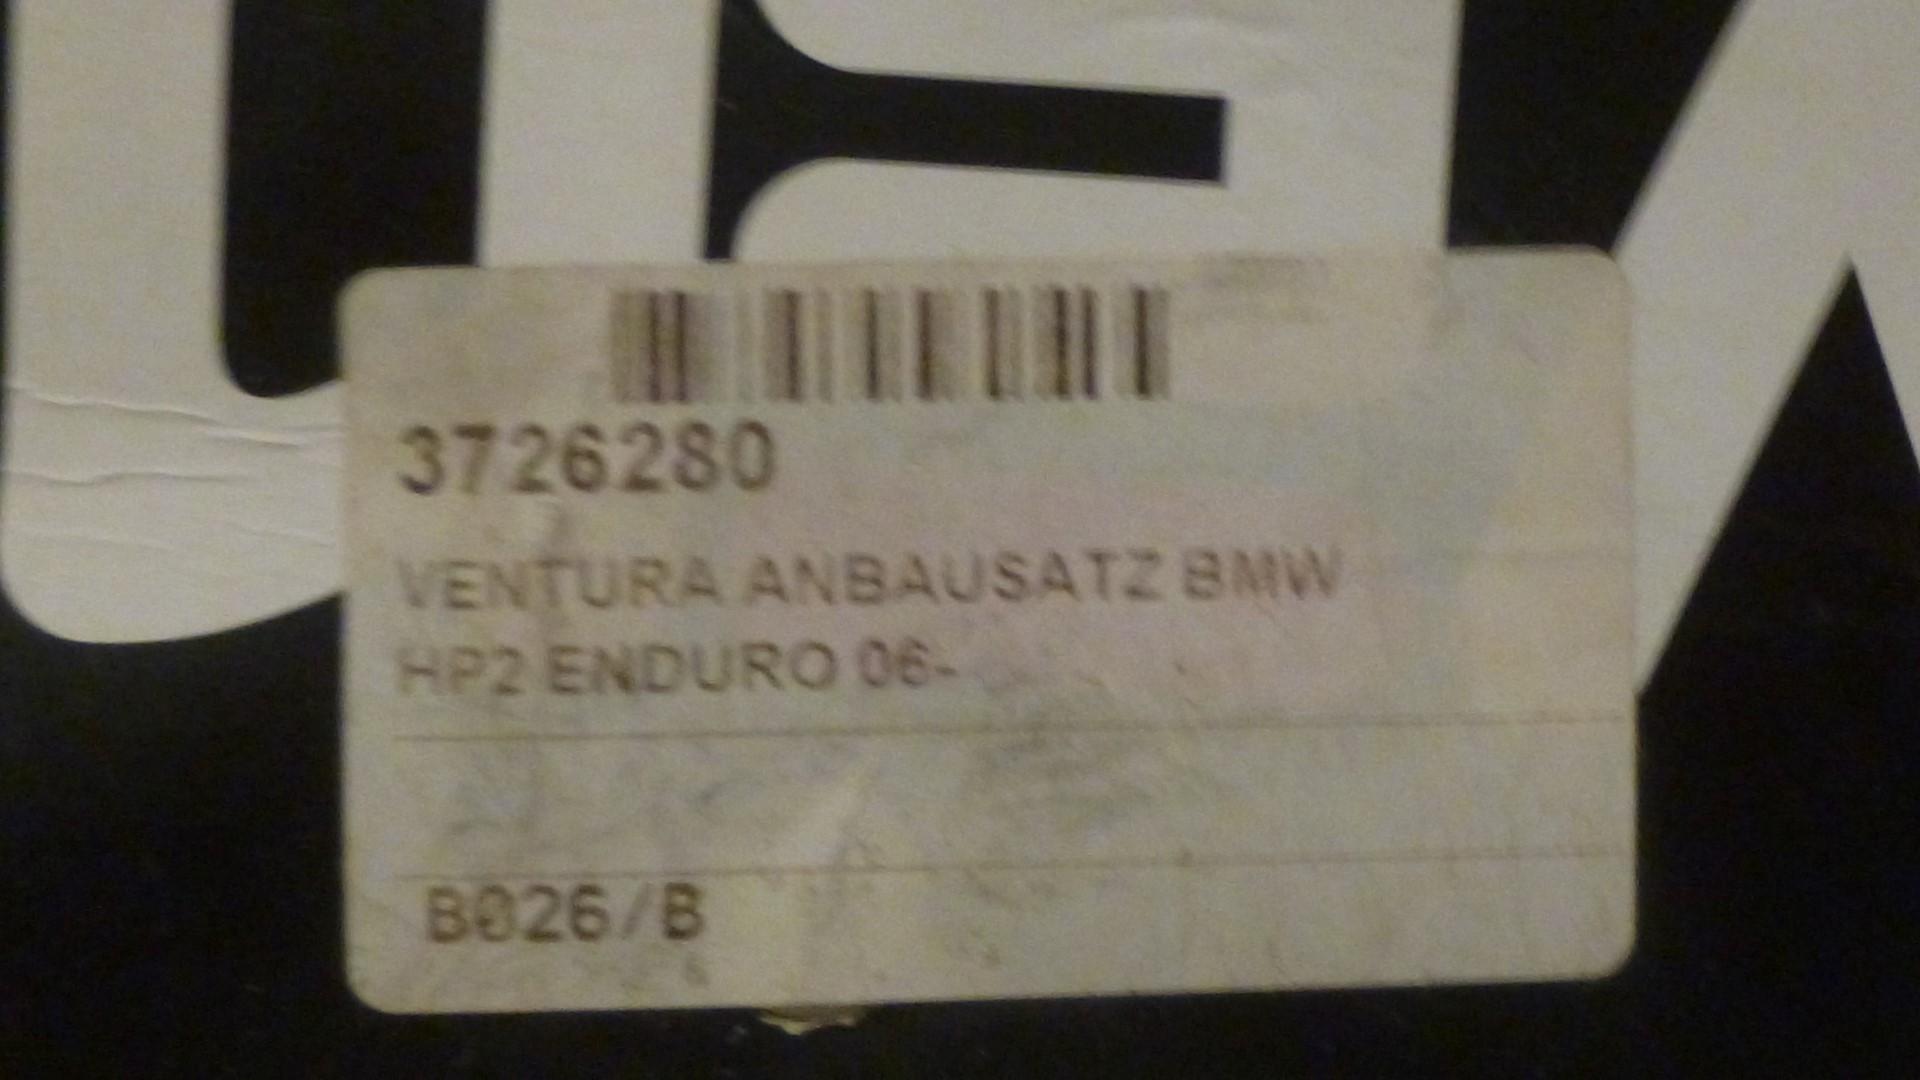 3726280
VENTURA ANBAUSATZ BMW
HP2 ENDURO 06-
B026/B